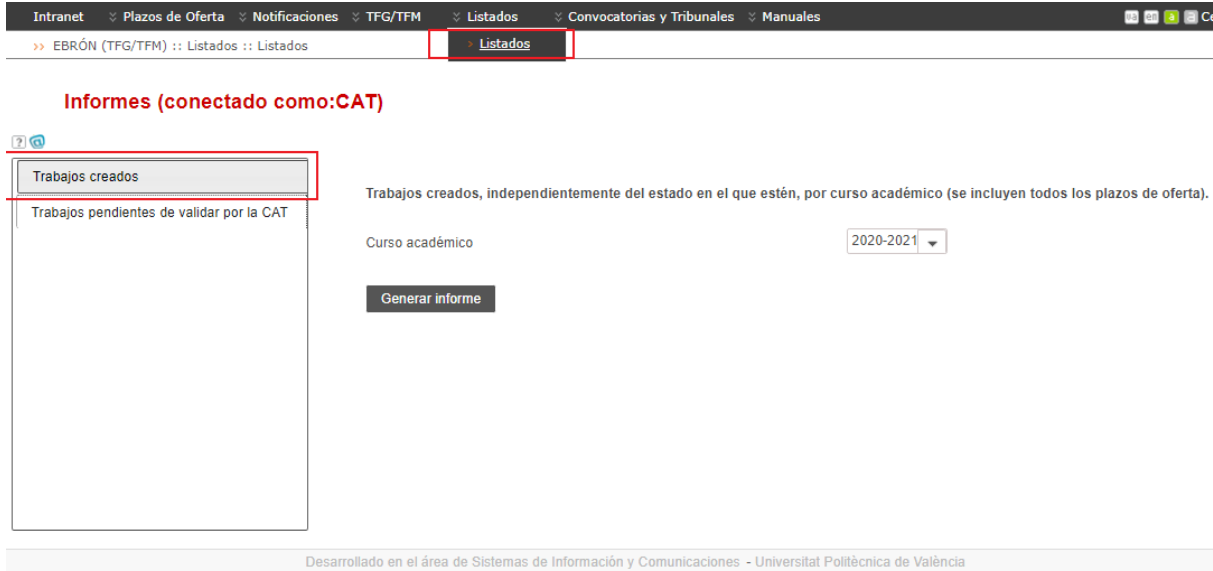 Intranet Plazos de Oferta Notificaciones TFG/TFM Listados Convocatorias y Tribunales Manuales
>> EBRÓN (TFG/TFM) :: Listados :: Listados
> Listados
Informes (conectado como:CAT)
Trabajos creados
Trabajos pendientes de validar por la CAT
Trabajos creados, independientemente del estado en el que estén, por curso académico (se incluyen todos los plazos de oferta).
Curso académico 2020-2021
Generar informe
Desarrollado en el área de Sistemas de Información y Comunicaciones - Universitat Politècnica de València